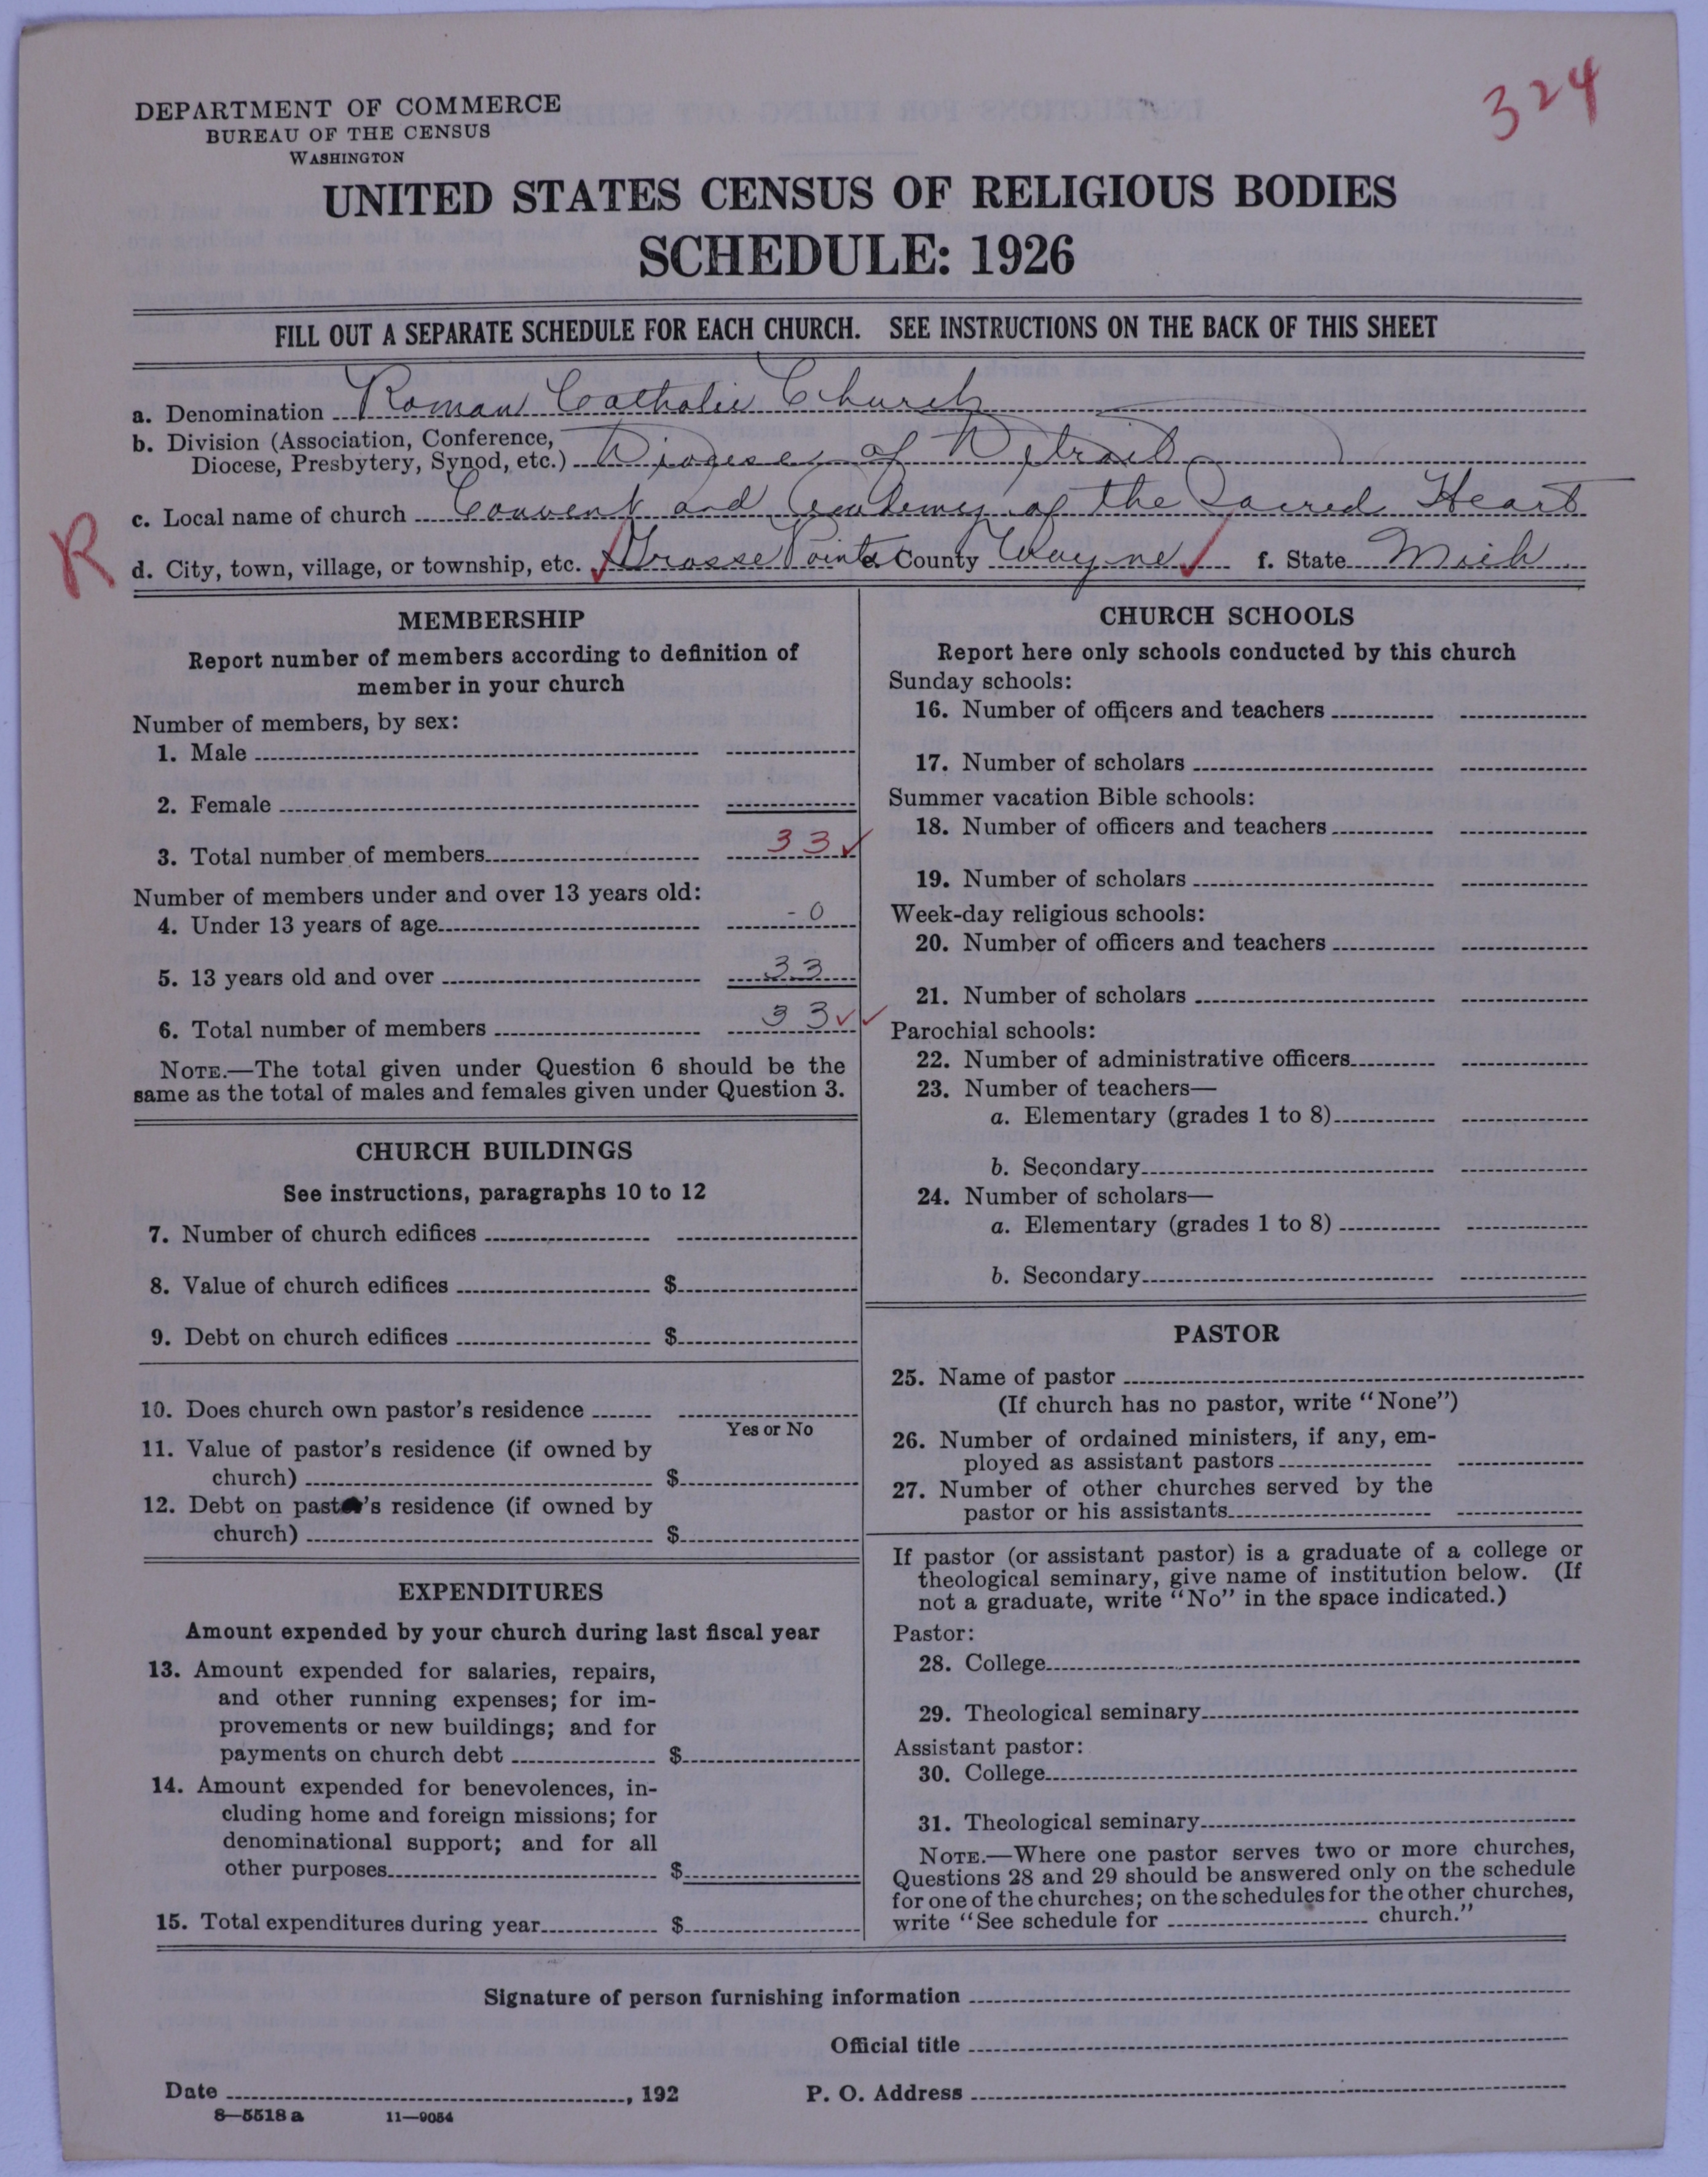 324
DEPARTMENT OF COMMERCE
BUREAU OF THE CENSUS
WASHINGTON
UNITED STATES CENSUS OF RELIGIOUS BODIES
SCHEDULE: 1926
FILL OUT A SEPARATE SCHEDULE FOR EACH CHURCH. SEE INSTRUCTIONS ON THE BACK OF THIS SHEET
a. Denomination Roman Catholic Church
b. Division (Association, Conference,
Diocese, Presbytery, Synod, etc.) Diocese of Detroit
c. Local name of church Convent and Academy of the Sacred Heart
R
d. City, town, village, or township, etc. Grosse Pointe e. County Wayne f. State Mich
MEMBERSHIP
Report number of members according to definition of
member in your church
Number of members, by sex:
1. Male
2. Female
3. Total number of members 33
Number of members under and over 13 years old:
4. Under 13 years of age -0
5. 13 years old and over 33
6. Total number of members 33
NOTE.—The total given under Question 6 should be the
same as the total of males and females given under Question 3.
CHURCH BUILDINGS
See instructions, paragraphs 10 to 12
7. Number of church edifices
8. Value of church edifices $
9. Debt on church edifices $
10. Does church own pastor's residence
Yes or No
11. Value of pastor's residence (if owned by
church) $
12. Debt on pastor's residence (if owned by
church) $
EXPENDITURES
Amount expended by your church during last fiscal year
13. Amount expended for salaries, repairs,
and other running expenses; for im-
provements or new buildings; and for
payments on church debt $
14. Amount expended for benevolences, in-
cluding home and foreign missions; for
denominational support; and for all
other purposes $
15. Total expenditures during year $
CHURCH SCHOOLS
Report here only schools conducted by this church
Sunday schools:
16. Number of officers and teachers
17. Number of scholars
Summer vacation Bible schools:
18. Number of officers and teachers
19. Number of scholars
Week-day religious schools:
20. Number of officers and teachers
21. Number of scholars
Parochial schools:
22. Number of administrative officers
23. Number of teachers—
a. Elementary (grades 1 to 8)
b. Secondary
24. Number of scholars—
a. Elementary (grades 1 to 8)
b. Secondary
PASTOR
25. Name of pastor
(If church has no pastor, write "None")
26. Number of ordained ministers, if any, em-
ployed as assistant pastors
27. Number of other churches served by the
pastor or his assistants
If pastor (or assistant pastor) is a graduate of a college or
theological seminary, give name of institution below. (If
not a graduate, write "No" in the space indicated.)
Pastor:
28. College
29. Theological seminary
Assistant pastor:
30. College
31. Theological seminary
NOTE.—Where one pastor serves two or more churches,
Questions 28 and 29 should be answered only on the schedule
for one of the churches; on the schedules for the other churches,
write "See schedule for church."
Signature of person furnishing information
Official title
Date , 192 P. O. Address
8—5518 a 11—9054